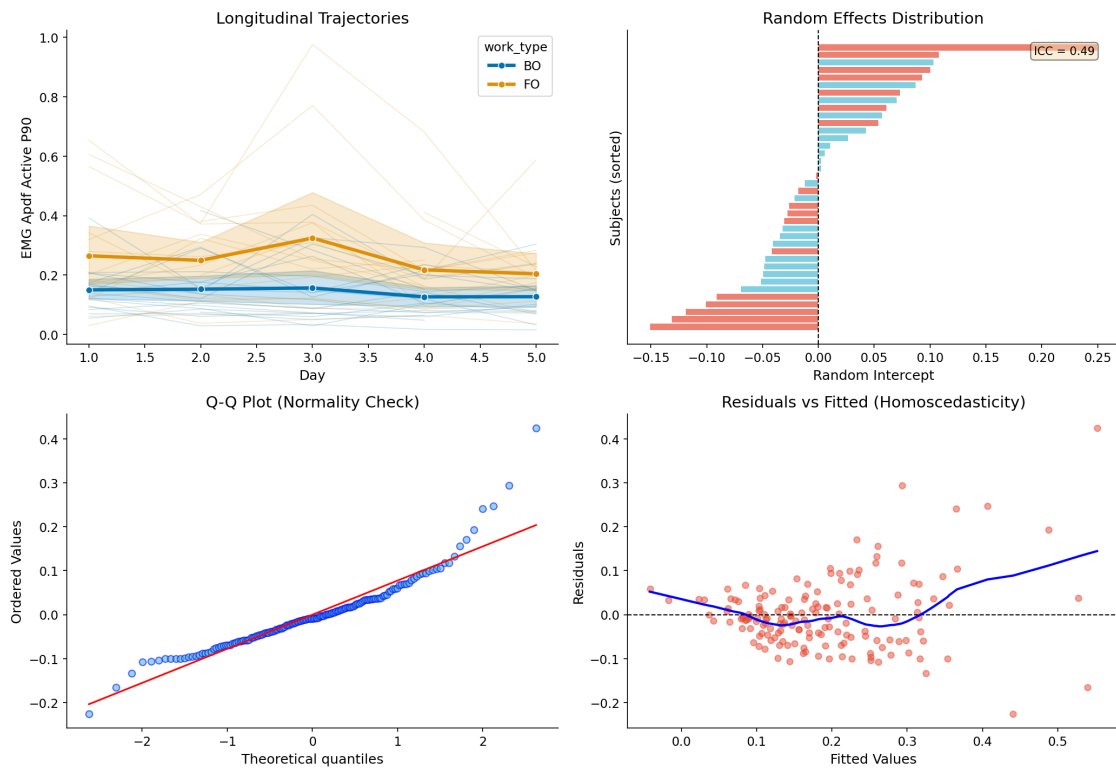 Longitudinal Trajectories
EMG Apdf Active P90
1.0
0.8
0.6
0.4
0.2
0.0
work_type
BO
FO
1.0 1.5 2.0 2.5 3.0 3.5 4.0 4.5 5.0
Day
Random Effects Distribution
Subjects (sorted)
ICC = 0.49
−0.15 −0.10 −0.05 0.00 0.05 0.10 0.15 0.20 0.25
Random Intercept
Q-Q Plot (Normality Check)
Ordered Values
0.4
0.3
0.2
0.1
0.0
−0.1
−0.2
−2 −1 0 1 2
Theoretical quantiles
Residuals vs Fitted (Homoscedasticity)
Residuals
0.4
0.3
0.2
0.1
0.0
−0.1
−0.2
0.0 0.1 0.2 0.3 0.4 0.5
Fitted Values